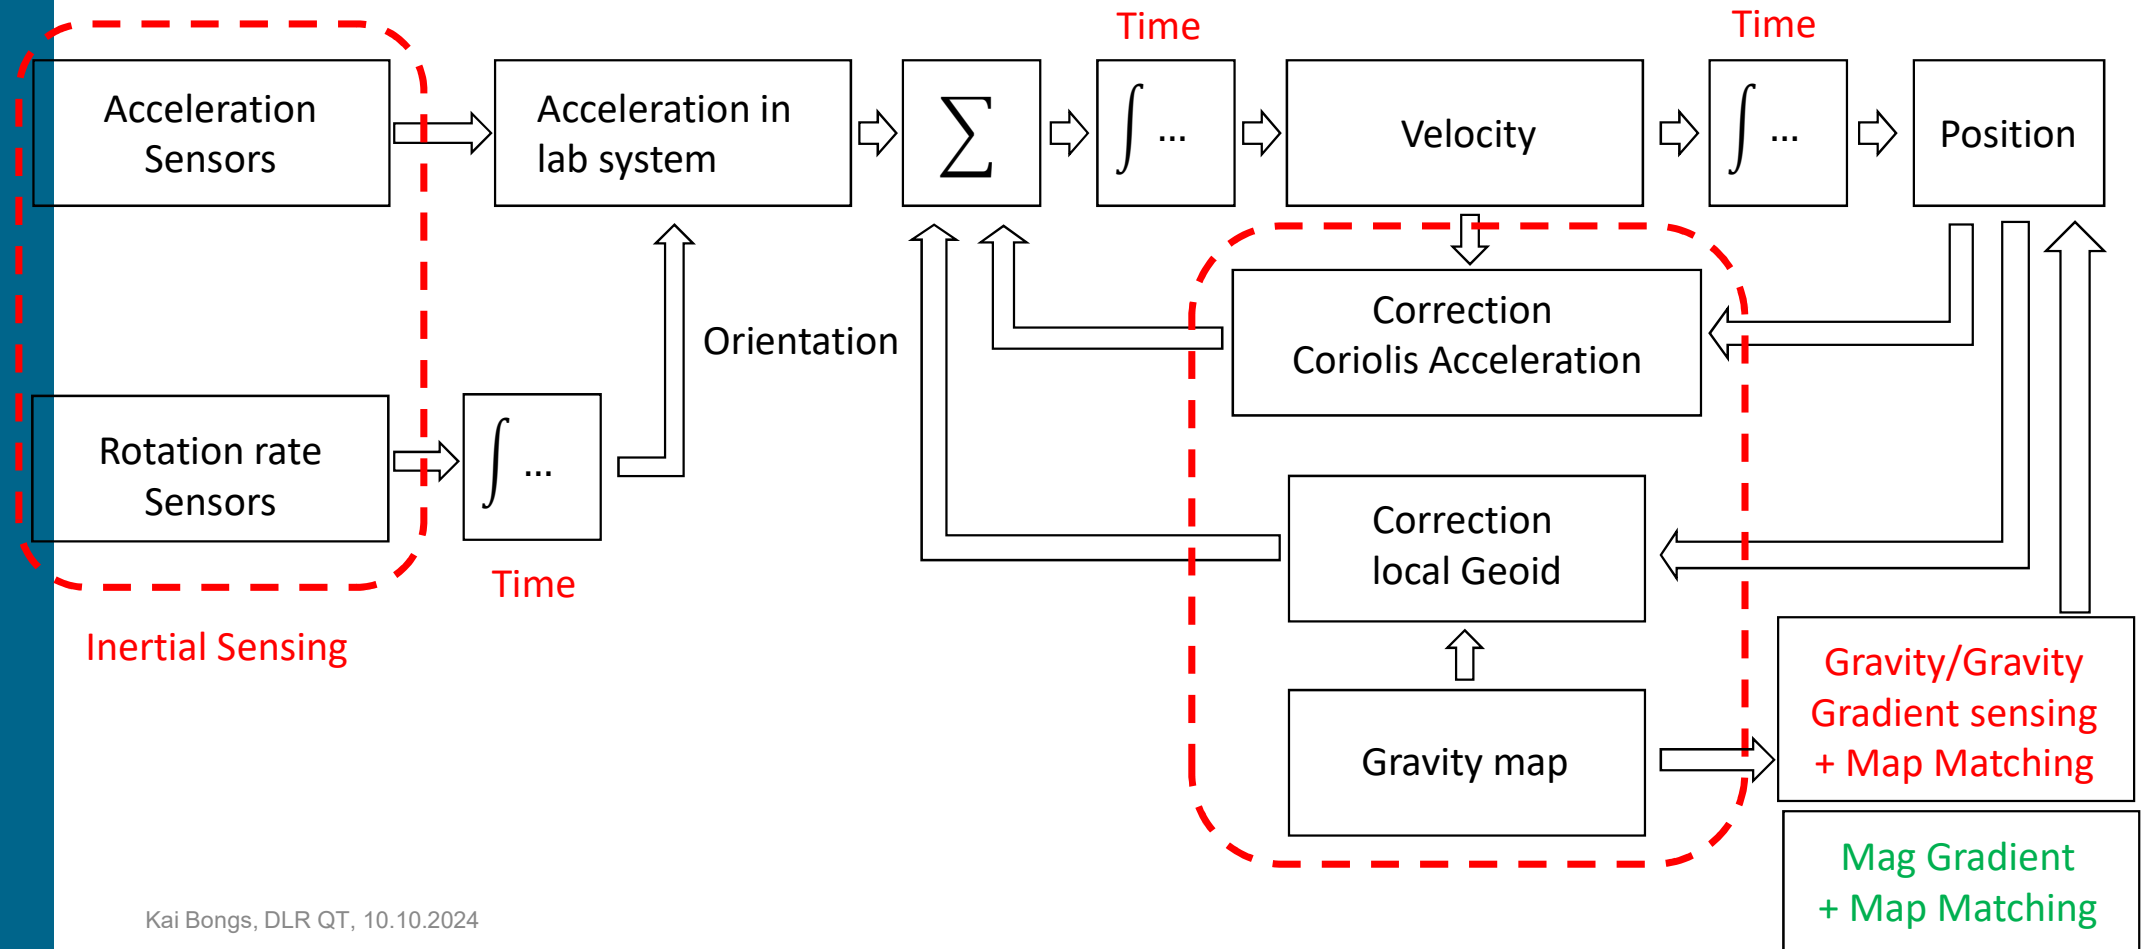 Time
Time
Acceleration
Sensors
Acceleration in
lab system
∑
∫ ...
Velocity
∫ ...
Position
Orientation
Correction
Coriolis Acceleration
Rotation rate
Sensors
∫ ...
Time
Correction
local Geoid
Inertial Sensing
Gravity map
Gravity/Gravity
Gradient sensing
+ Map Matching
Mag Gradient
+ Map Matching
Kai Bongs, DLR QT, 10.10.2024